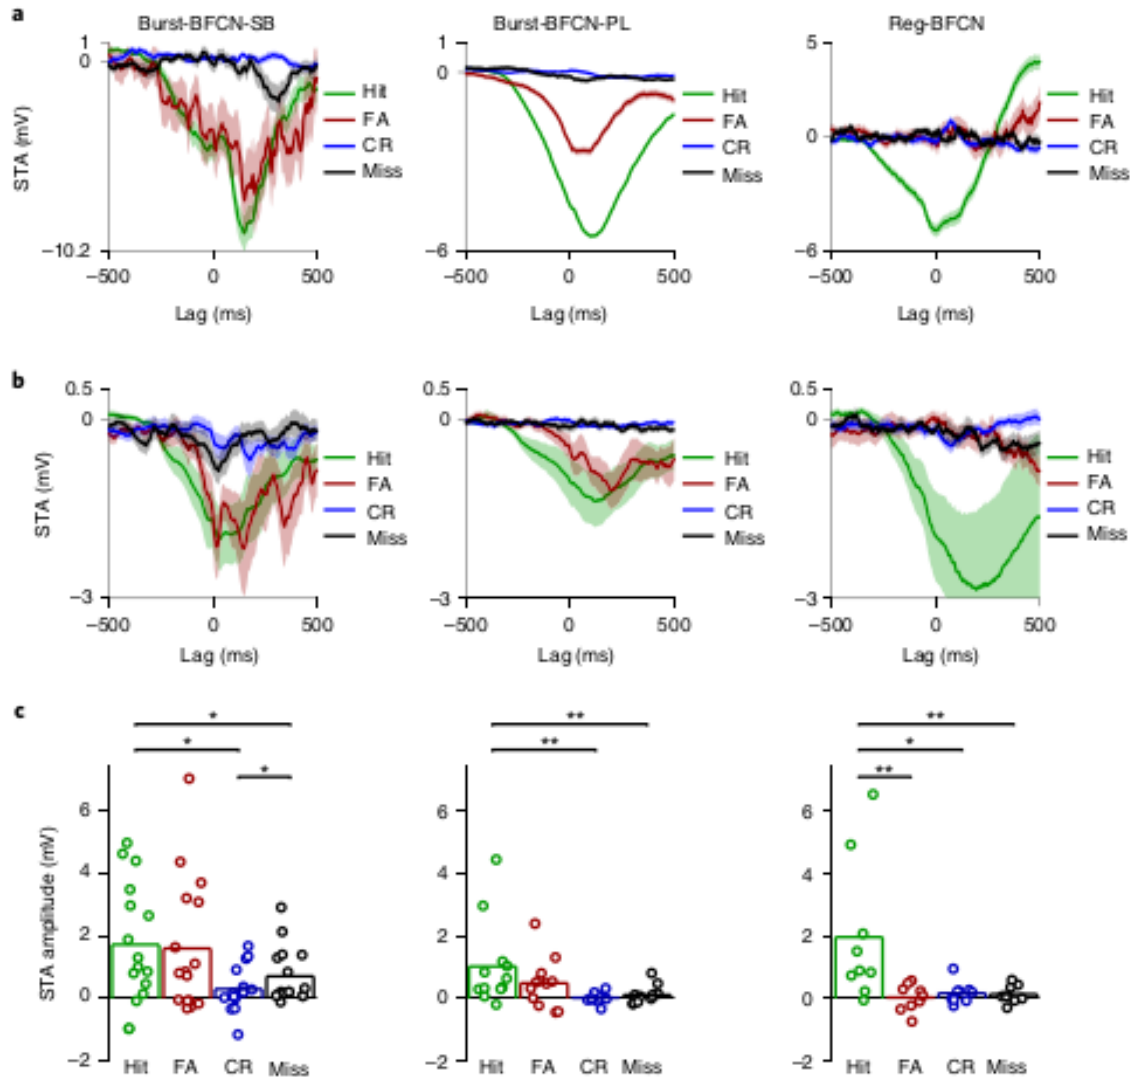 a
Burst-BFCN-SB
Burst-BFCN-PL
Reg-BFCN
STA (mV)
1
0
−10.2
−500 0 500
Lag (ms)
Hit
FA
CR
Miss
1
0
−6
−500 0 500
Lag (ms)
Hit
FA
CR
Miss
5
0
−6
−500 0 500
Lag (ms)
Hit
FA
CR
Miss
b
STA (mV)
0.5
0
−3
−500 0 500
Lag (ms)
Hit
FA
CR
Miss
0.5
0
−3
−500 0 500
Lag (ms)
Hit
FA
CR
Miss
0
−3
−500 0 500
Lag (ms)
Hit
FA
CR
Miss
c
STA amplitude (mV)
*
*
*
6
4
2
0
−2
Hit FA CR Miss
**
**
6
4
2
0
−2
Hit FA CR Miss
**
*
**
6
4
2
0
−2
Hit FA CR Miss